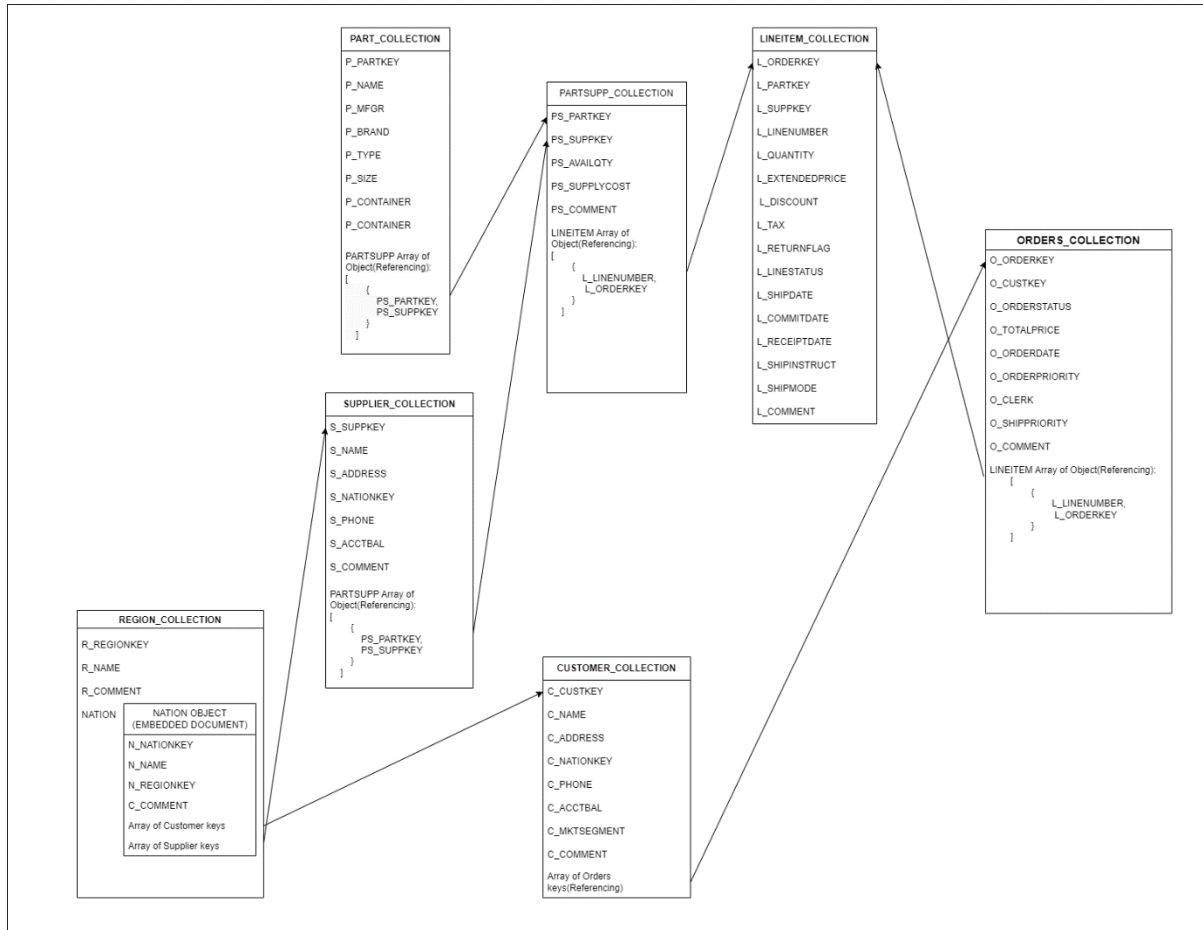 PART_COLLECTION
P_PARTKEY
P_NAME
P_MFGR
P_BRAND
P_TYPE
P_SIZE
P_CONTAINER
P_CONTAINER
PARTSUPP Array of
Object(Referencing):
[
{
PS_PARTKEY,
PS_SUPPKEY
}
]
PARTSUPP_COLLECTION
PS_PARTKEY
PS_SUPPKEY
PS_AVAILQTY
PS_SUPPLYCOST
PS_COMMENT
LINEITEM Array of
Object(Referencing):
[
{
L_LINENUMBER,
L_ORDERKEY
}
]
LINEITEM_COLLECTION
L_ORDERKEY
L_PARTKEY
L_SUPPKEY
L_LINENUMBER
L_QUANTITY
L_EXTENDEDPRICE
L_DISCOUNT
L_TAX
L_RETURNFLAG
L_LINESTATUS
L_SHIPDATE
L_COMMITDATE
L_RECEIPTDATE
L_SHIPINSTRUCT
L_SHIPMODE
L_COMMENT
ORDERS_COLLECTION
O_ORDERKEY
O_CUSTKEY
O_ORDERSTATUS
O_TOTALPRICE
O_ORDERDATE
O_ORDERPRIORITY
O_CLERK
O_SHIPPRIORITY
O_COMMENT
LINEITEM Array of Object(Referencing):
[
{
L_LINENUMBER,
L_ORDERKEY
}
]
SUPPLIER_COLLECTION
S_SUPPKEY
S_NAME
S_ADDRESS
S_NATIONKEY
S_PHONE
S_ACCTBAL
S_COMMENT
PARTSUPP Array of
Object(Referencing):
[
{
PS_PARTKEY,
PS_SUPPKEY
}
]
REGION_COLLECTION
R_REGIONKEY
R_NAME
R_COMMENT
NATION
NATION OBJECT
(EMBEDDED DOCUMENT)
N_NATIONKEY
N_NAME
N_REGIONKEY
C_COMMENT
Array of Customer keys
Array of Supplier keys
CUSTOMER_COLLECTION
C_CUSTKEY
C_NAME
C_ADDRESS
C_NATIONKEY
C_PHONE
C_ACCTBAL
C_MKTSEGMENT
C_COMMENT
Array of Orders
keys(Referencing)